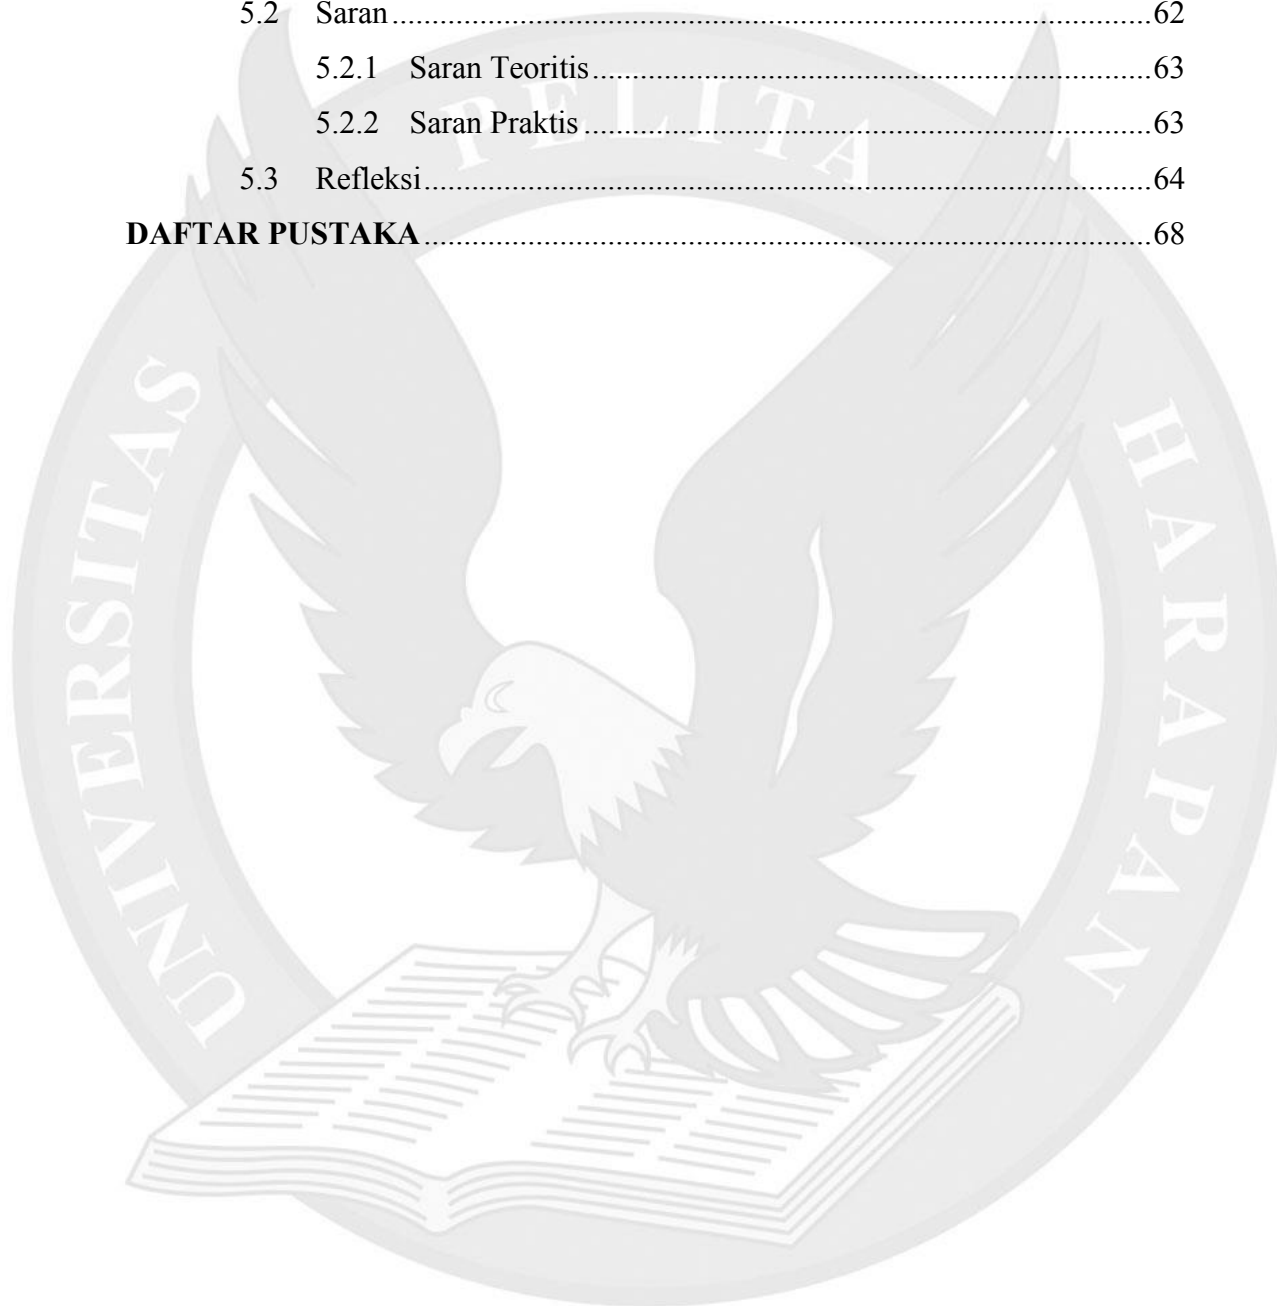 5.2 Saran ........................................................ 62
5.2.1 Saran Teoritis ........................................................ 63
5.2.2 Saran Praktis ........................................................ 63
5.3 Refleksi ........................................................ 64
DAFTAR PUSTAKA ........................................................ 68
UNIVERSITAS PELITA HARAPAN